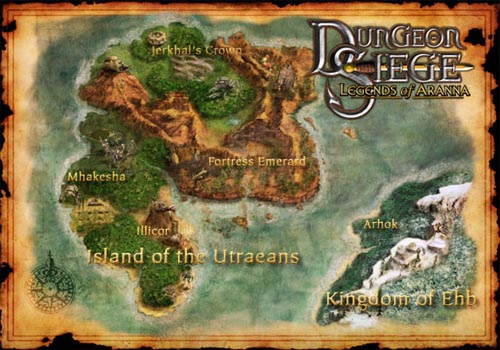 DUNGEON
SIEGE
LEGENDS of ARANNA
Jerkhal's Crown
Fortress Emerard
Mhakesha
Illicor
Arhok
Island of the Utraeans
Kingdom of Ehb